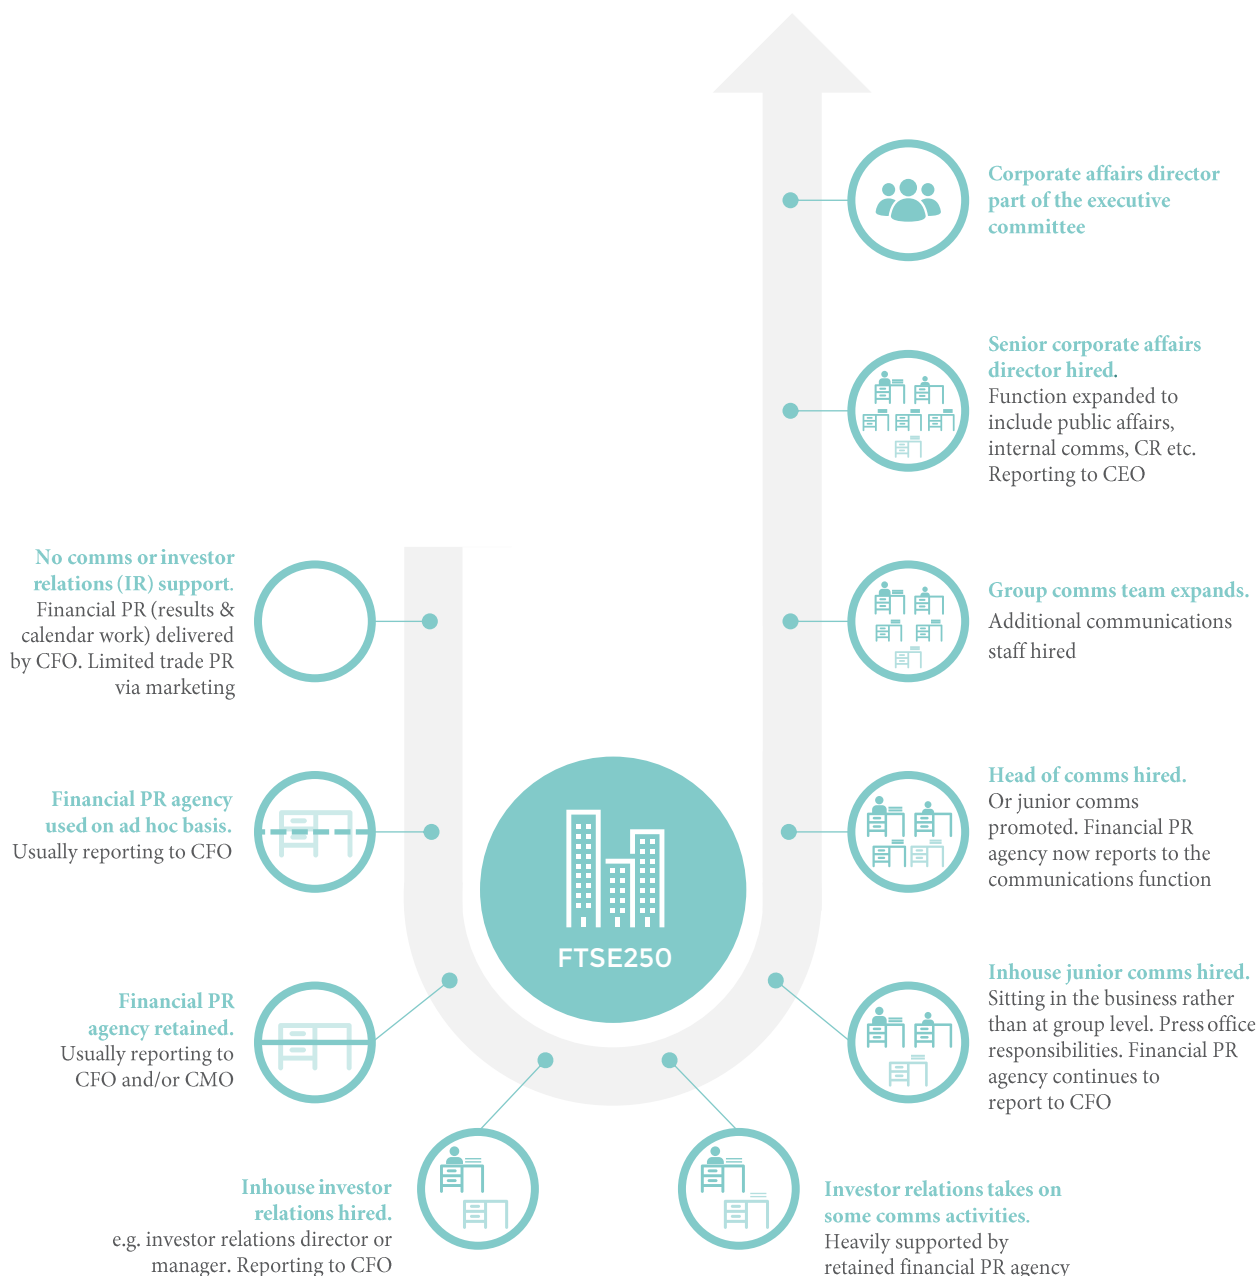 No comms or investor
relations (IR) support.
Financial PR (results &
calendar work) delivered
by CFO. Limited trade PR
via marketing
Financial PR agency
used on ad hoc basis.
Usually reporting to CFO
Financial PR
agency retained.
Usually reporting to
CFO and/or CMO
Inhouse investor
relations hired.
e.g. investor relations director or
manager. Reporting to CFO
FTSE250
Investor relations takes on
some comms activities.
Heavily supported by
retained financial PR agency
Inhouse junior comms hired.
Sitting in the business rather
than at group level. Press office
responsibilities. Financial PR
agency continues to
report to CFO
Head of comms hired.
Or junior comms
promoted. Financial PR
agency now reports to the
communications function
Group comms team expands.
Additional communications
staff hired
Senior corporate affairs
director hired.
Function expanded to
include public affairs,
internal comms, CR etc.
Reporting to CEO
Corporate affairs director
part of the executive
committee